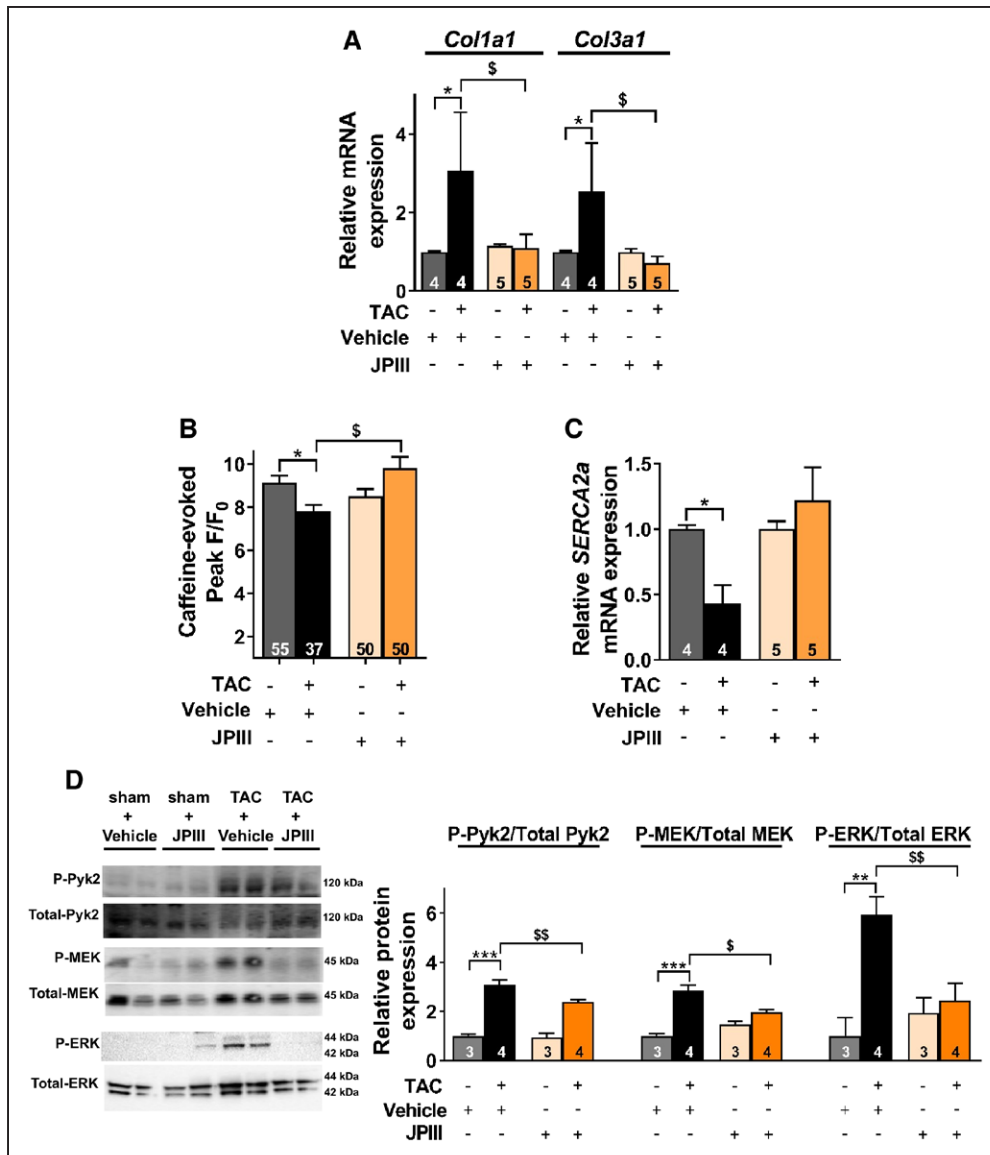 A
Col1a1 Col3a1
$
* $
*
Relative mRNA
expression
4
2
0
4 4 5 5 4 4 5 5
TAC - + - + - + - +
Vehicle + + - - + + - -
JPIII - - + + - - + +
B
Caffeine-evoked
Peak F/F0
$
*
10
8
6
4
2
55 37 50 50
TAC - + - +
Vehicle + + - -
JPIII - - + +
C
Relative SERCA2a
mRNA expression
*
1.5
1.0
0.5
0.0
4 4 5 5
TAC - + - +
Vehicle + + - -
JPIII - - + +
D
sham sham TAC TAC
+ + + +
Vehicle JPIII Vehicle JPIII
P-Pyk2 120 kDa
Total-Pyk2 120 kDa
P-MEK 45 kDa
Total-MEK 45 kDa
P-ERK 44 kDa
42 kDa
Total-ERK 44 kDa
42 kDa
P-Pyk2/Total Pyk2 P-MEK/Total MEK P-ERK/Total ERK
Relative protein
expression
$$
**
$$
***
$
***
6
4
2
0
3 4 3 4 3 4 3 4 3 4 3 4
TAC - + - + - + - + - + - +
Vehicle + + - - + + - - + + - -
JPIII - - + + - - + + - - + +